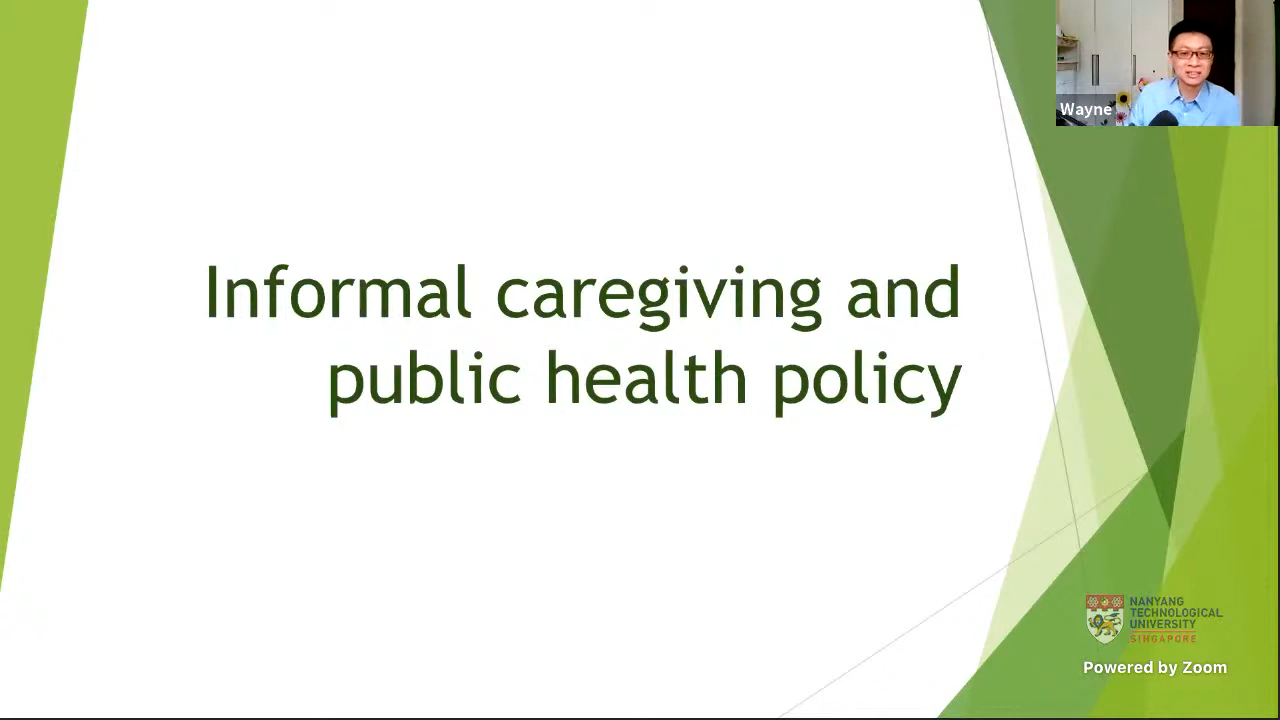 Wayne
Informal caregiving and
public health policy
NANYANG
TECHNOLOGICAL
UNIVERSITY
SINGAPORE
Powered by Zoom